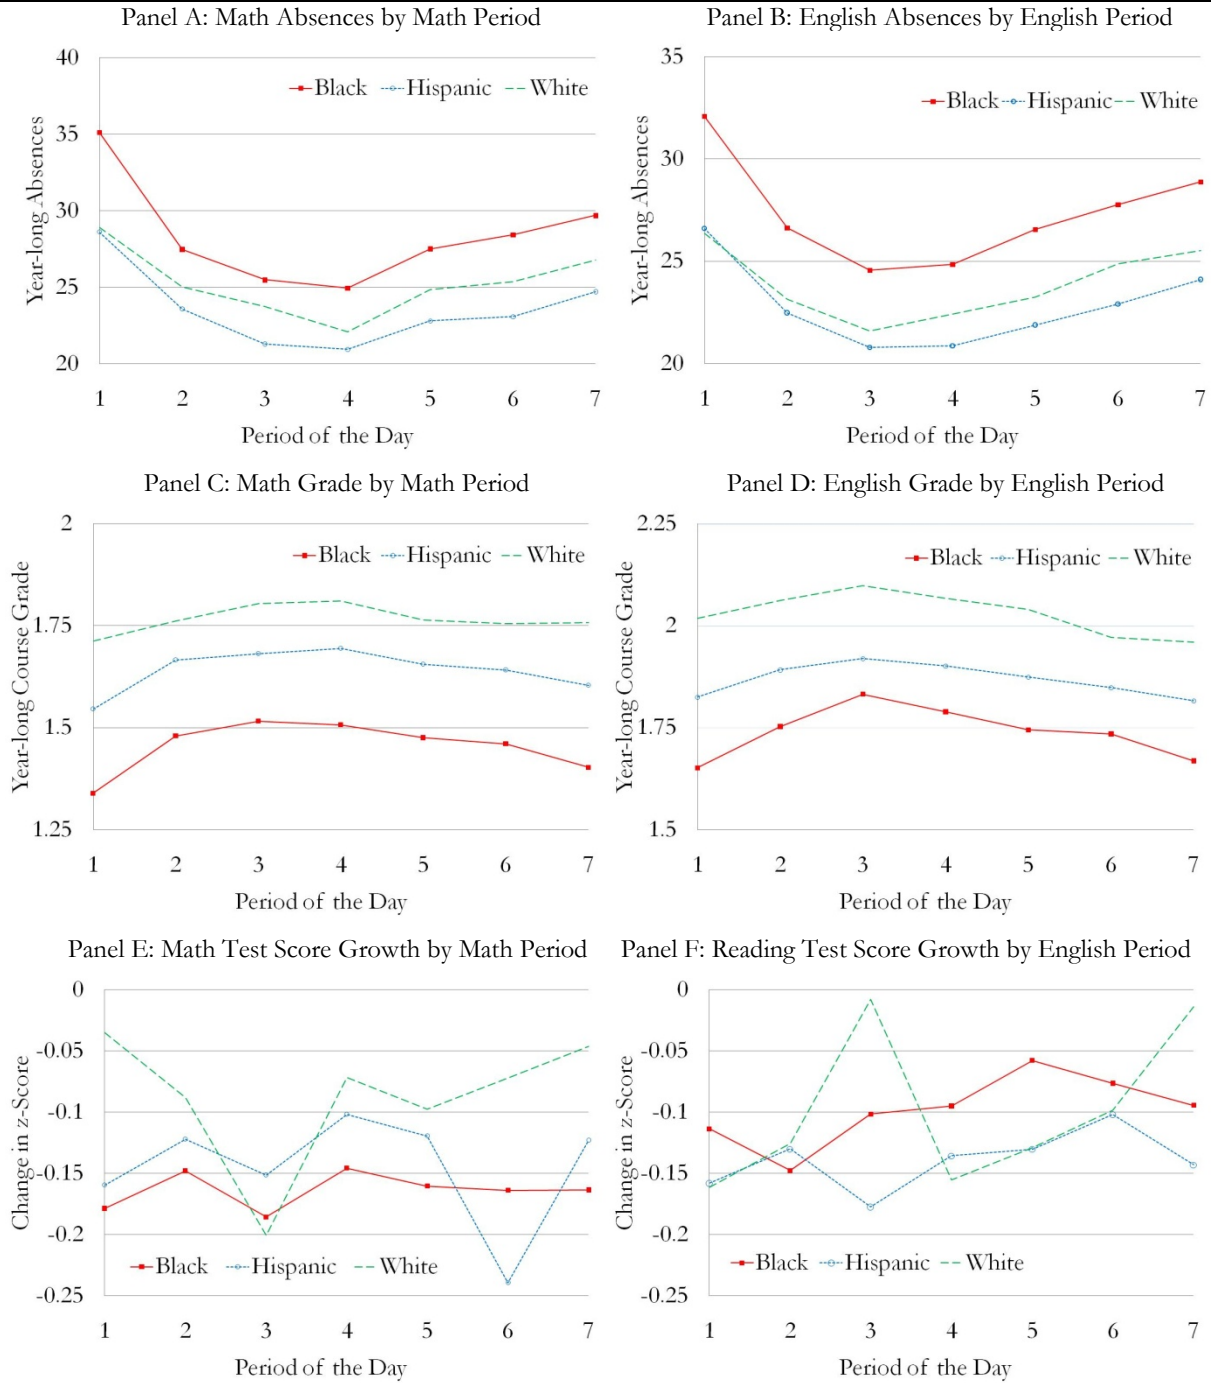 Panel A: Math Absences by Math Period
40
35
30
25
20
Year-long Absences
Black Hispanic White
1 2 3 4 5 6 7
Period of the Day
Panel B: English Absences by English Period
35
30
25
20
Year-long Absences
Black Hispanic White
1 2 3 4 5 6 7
Period of the Day
Panel C: Math Grade by Math Period
2
1.75
1.5
1.25
Year-long Course Grade
Black Hispanic White
1 2 3 4 5 6 7
Period of the Day
Panel D: English Grade by English Period
2.25
2
1.75
1.5
Year-long Course Grade
Black Hispanic White
1 2 3 4 5 6 7
Period of the Day
Panel E: Math Test Score Growth by Math Period
0
-0.05
-0.1
-0.15
-0.2
-0.25
Change in z-Score
Black Hispanic White
1 2 3 4 5 6 7
Period of the Day
Panel F: Reading Test Score Growth by English Period
0
-0.05
-0.1
-0.15
-0.2
-0.25
Change in z-Score
Black Hispanic White
1 2 3 4 5 6 7
Period of the Day